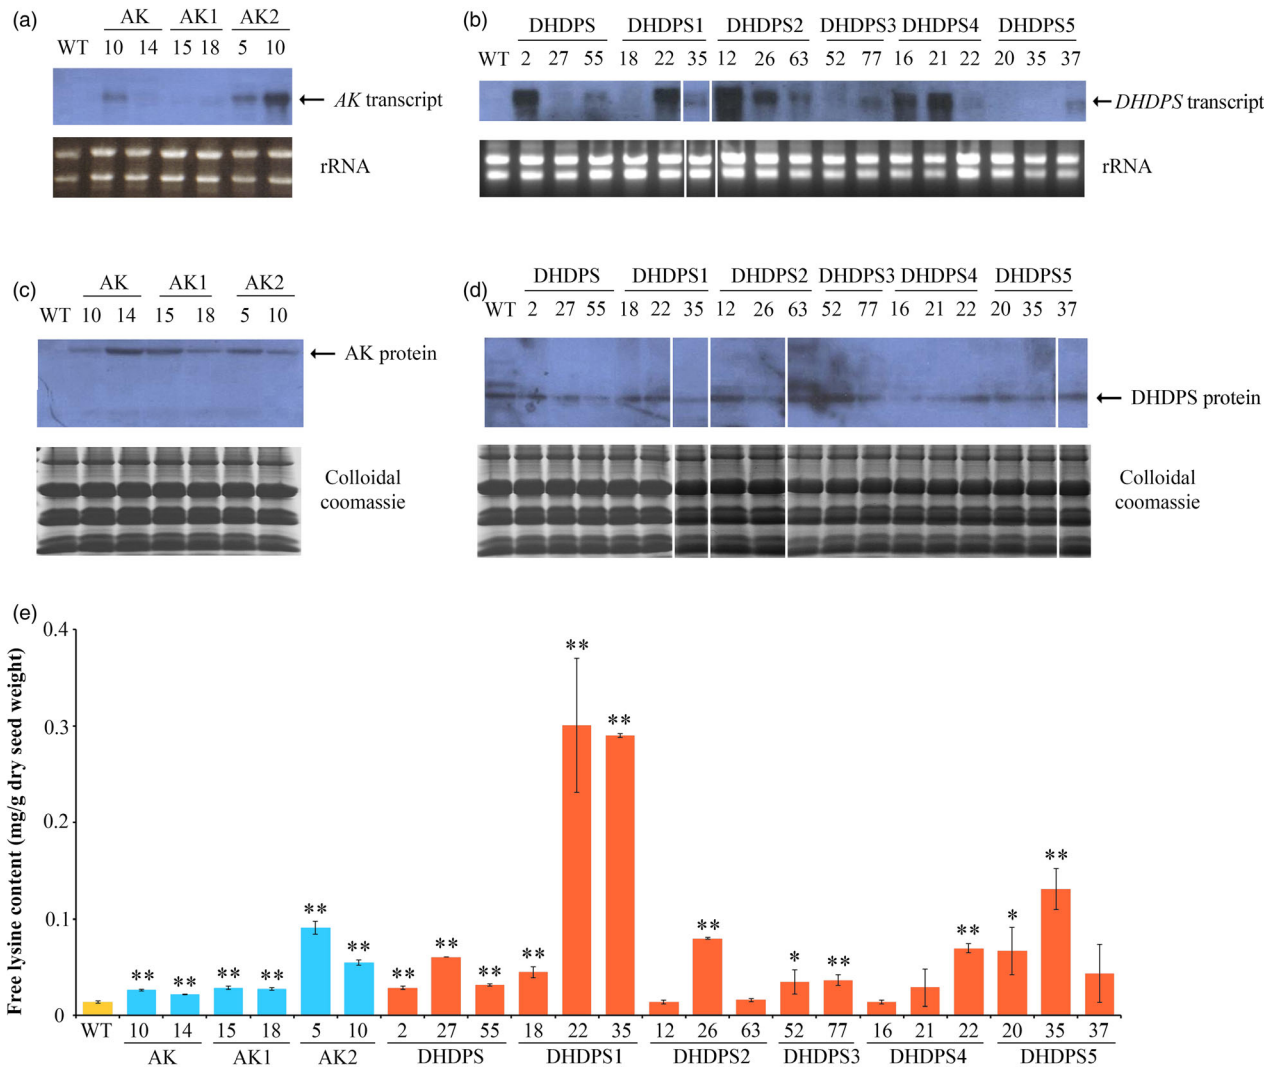 (a)
AK AK1 AK2
WT 10 14 15 18 5 10
← AK transcript
rRNA
(b)
DHDPS DHDPS1 DHDPS2 DHDPS3 DHDPS4 DHDPS5
WT 2 27 55 18 22 35 12 26 63 52 77 16 21 22 20 35 37
← DHDPS transcript
rRNA
(c)
AK AK1 AK2
WT 10 14 15 18 5 10
← AK protein
Colloidal
coomassie
(d)
DHDPS DHDPS1 DHDPS2 DHDPS3 DHDPS4 DHDPS5
WT 2 27 55 18 22 35 12 26 63 52 77 16 21 22 20 35 37
← DHDPS protein
Colloidal
coomassie
(e)
Free lysine content (mg/g dry seed weight)
0.4
0.3
0.2
0.1
0
** ** ** ** ** ** ** ** ** ** ** ** ** * ** ** * **
WT 10 14 15 18 5 10 2 27 55 18 22 35 12 26 63 52 77 16 21 22 20 35 37
AK AK1 AK2 DHDPS DHDPS1 DHDPS2 DHDPS3 DHDPS4 DHDPS5